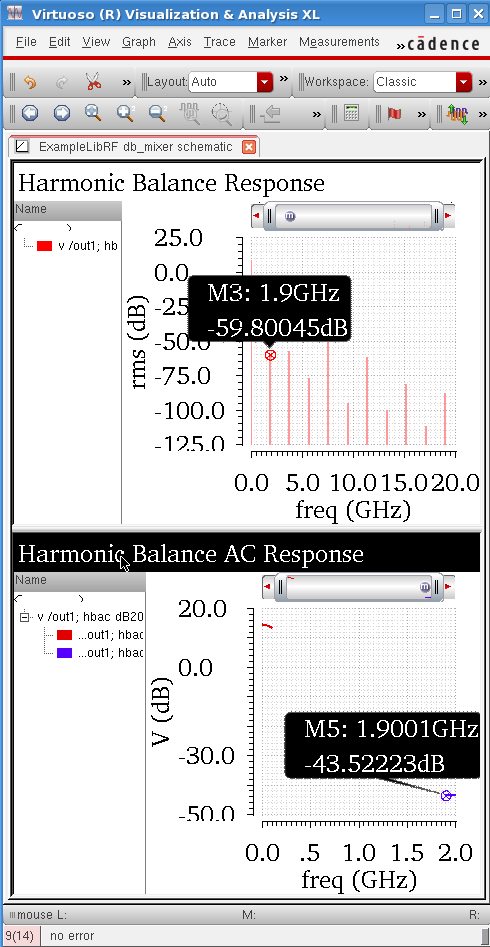 Virtuoso (R) Visualization & Analysis XL
File Edit View Graph Axis Trace Marker Measurements » cādence
» Layout: Auto » Workspace: Classic »
» » »
ExampleLibRF db_mixer schematic
Harmonic Balance Response
Name
v /out1; hb
m
25.0
0.0
-25
-50.0
-75.0
-100.0
-125.0
rms (dB)
M3: 1.9GHz
-59.80045dB
0.0 5.0 10.0 15.0 20.0
freq (GHz)
Harmonic Balance AC Response
Name
v /out1; hbac dB20
...out1; hbac
...out1; hbac
m
20.0
0.0
-30.0
-50.0
V (dB)
M5: 1.9001GHz
-43.52223dB
0.0 .5 1.0 1.5 2.0
freq (GHz)
mouse L: M: R:
9(14) no error